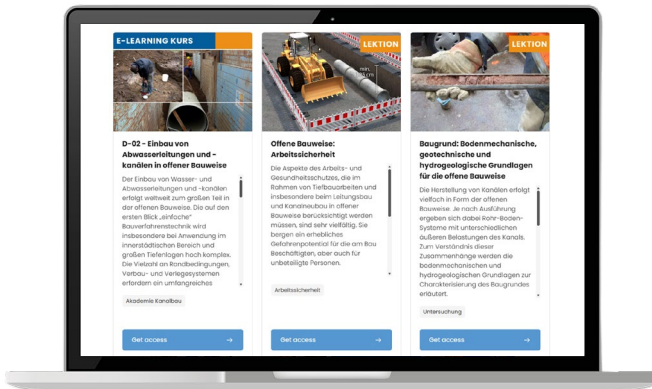 E-LEARNING KURS
D-02 - Einbau von
Abwasserleitungen und -
kanälen in offener Bauweise
Der Einbau von Wasser- und
Abwasserleitungen und -kanälen
erfolgt weltweit zum großen Teil in
der offenen Bauweise. Die auf den
ersten Blick „einfache"
Bauverfahrenstechnik wird
insbesondere bei Anwendung im
innerstädtischen Bereich und
großen Tiefenlagen hoch komplex.
Die Vielzahl an Randbedingungen,
Verbau- und Verlegesystemen
erfordern ein umfangreiches
Akademie Kanalbau
Get access →
LEKTION
min.
Offene Bauweise:
Arbeitssicherheit
Die Aspekte des Arbeits- und
Gesundheitsschutzes, die im
Rahmen von Tiefbauarbeiten und
insbesondere beim Leitungsbau
und Kanalneubau in offener
Bauweise berücksichtigt werden
müssen, sind sehr vielfältig. Sie
bergen ein erhebliches
Gefahrenpotential für die am Bau
Beschäftigten, aber auch für
unbeteiligte Personen.
Arbeitssicherheit
Get access →
LEKTION
Baugrund: Bodenmechanische,
geotechnische und
hydrogeologische Grundlagen
für die offene Bauweise
Die Herstellung von Kanälen erfolgt
vielfach in Form der offenen
Bauweise. Je nach Ausführung
ergeben sich dabei Rohr-Boden-
Systeme mit unterschiedlichen
äußeren Belastungen des Kanals.
Zum Verständnis dieser
Zusammenhänge werden die
bodenmechanischen und
hydrogeologischen Grundlagen zur
Charakterisierung des Baugrundes
erläutert.
Untersuchung
Get access →